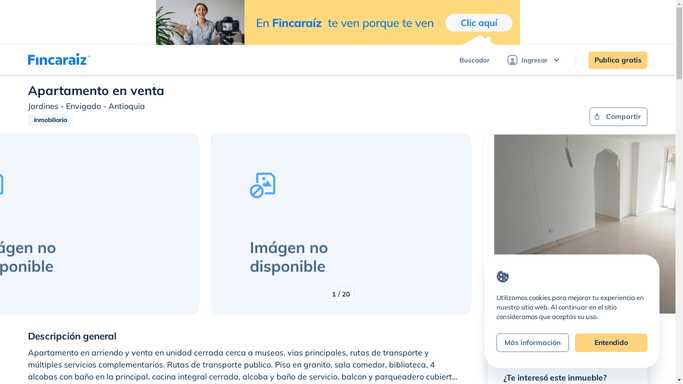 En Fincaraíz te ven porque te ven
Clic aquí
Fincaraíz
Buscador
Ingresar
Publica gratis
Apartamento en venta
Jardines - Envigado - Antioquia
Inmobiliaria
Compartir
Imágen no
disponible
1 / 20
Utilizamos cookies para mejorar tu experiencia en
nuestro sitio web. Al continuar en el sitio
consideramos que aceptas su uso.
Más información
Entendido
Descripción general
Apartamento en arriendo y venta en unidad cerrada cerca a museos, vias principales, rutas de transporte y
múltiples servicios complementarios. Rutas de transporte publico. Piso en granito, sala comedor, biblioteca, 4
alcobas con baño en la principal, cocina integral cerrada, alcoba y baño de servicio, balcon y parqueadero cubiert...
¿Te interesó este inmueble?